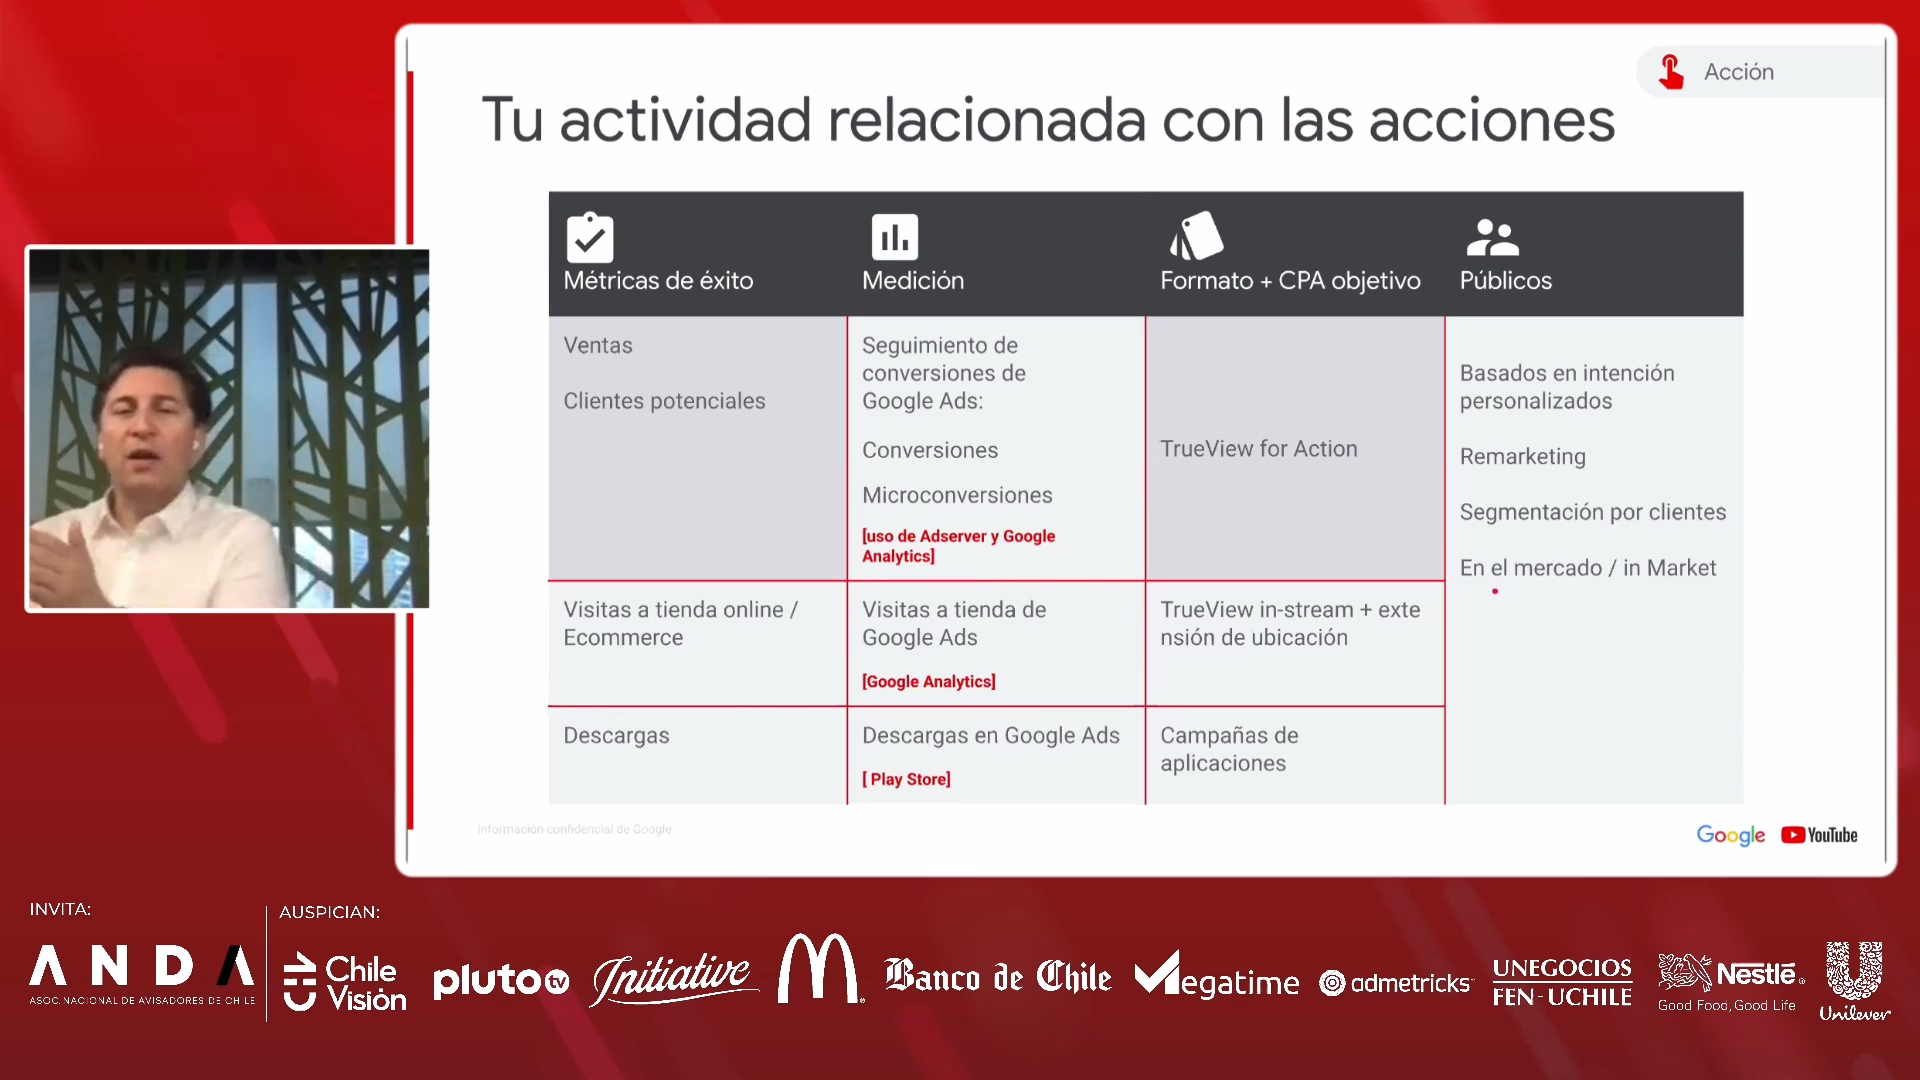 Acción
Tu actividad relacionada con las acciones
Métricas de éxito
Medición
Formato + CPA objetivo
Públicos
Ventas
Clientes potenciales
Seguimiento de
conversiones de
Google Ads:
Conversiones
Microconversiones
[uso de Adserver y Google
Analytics]
TrueView for Action
Basados en intención
personalizados
Remarketing
Segmentación por clientes
En el mercado / in Market
Visitas a tienda online /
Ecommerce
Visitas a tienda de
Google Ads
[Google Analytics]
TrueView in-stream + exte
nsión de ubicación
Descargas
Descargas en Google Ads
[ Play Store]
Campañas de
aplicaciones
Información confidencial de Google
Google YouTube
INVITA:
ANDA
ASOC. NACIONAL DE AVISADORES DE CHILE
AUSPICIAN:
CHV
Chile
Visión
pluto tv
Initiative
Banco de Chile
Megatime
admetricks
UNEGOCIOS
FEN-UCHILE
Nestlé
Good Food, Good Life
Unilever